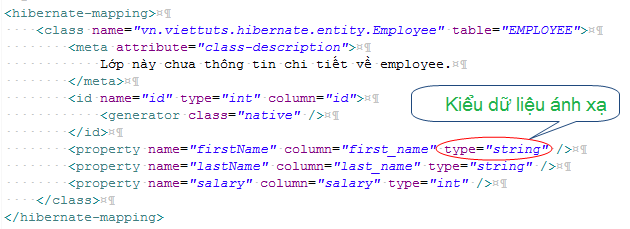 <hibernate-mapping>
<class name="vn.viettuts.hibernate.entity.Employee" table="EMPLOYEE">
<meta attribute="class-description">
Lớp này chưa thông tin chi tiết về employee.
</meta>
<id name="id" type="int" column="id">
<generator class="native" />
</id>
Kiểu dữ liệu ánh xạ
<property name="firstName" column="first_name" type="string" />
<property name="lastName" column="last_name" type="string" />
<property name="salary" column="salary" type="int" />
</class>
</hibernate-mapping>